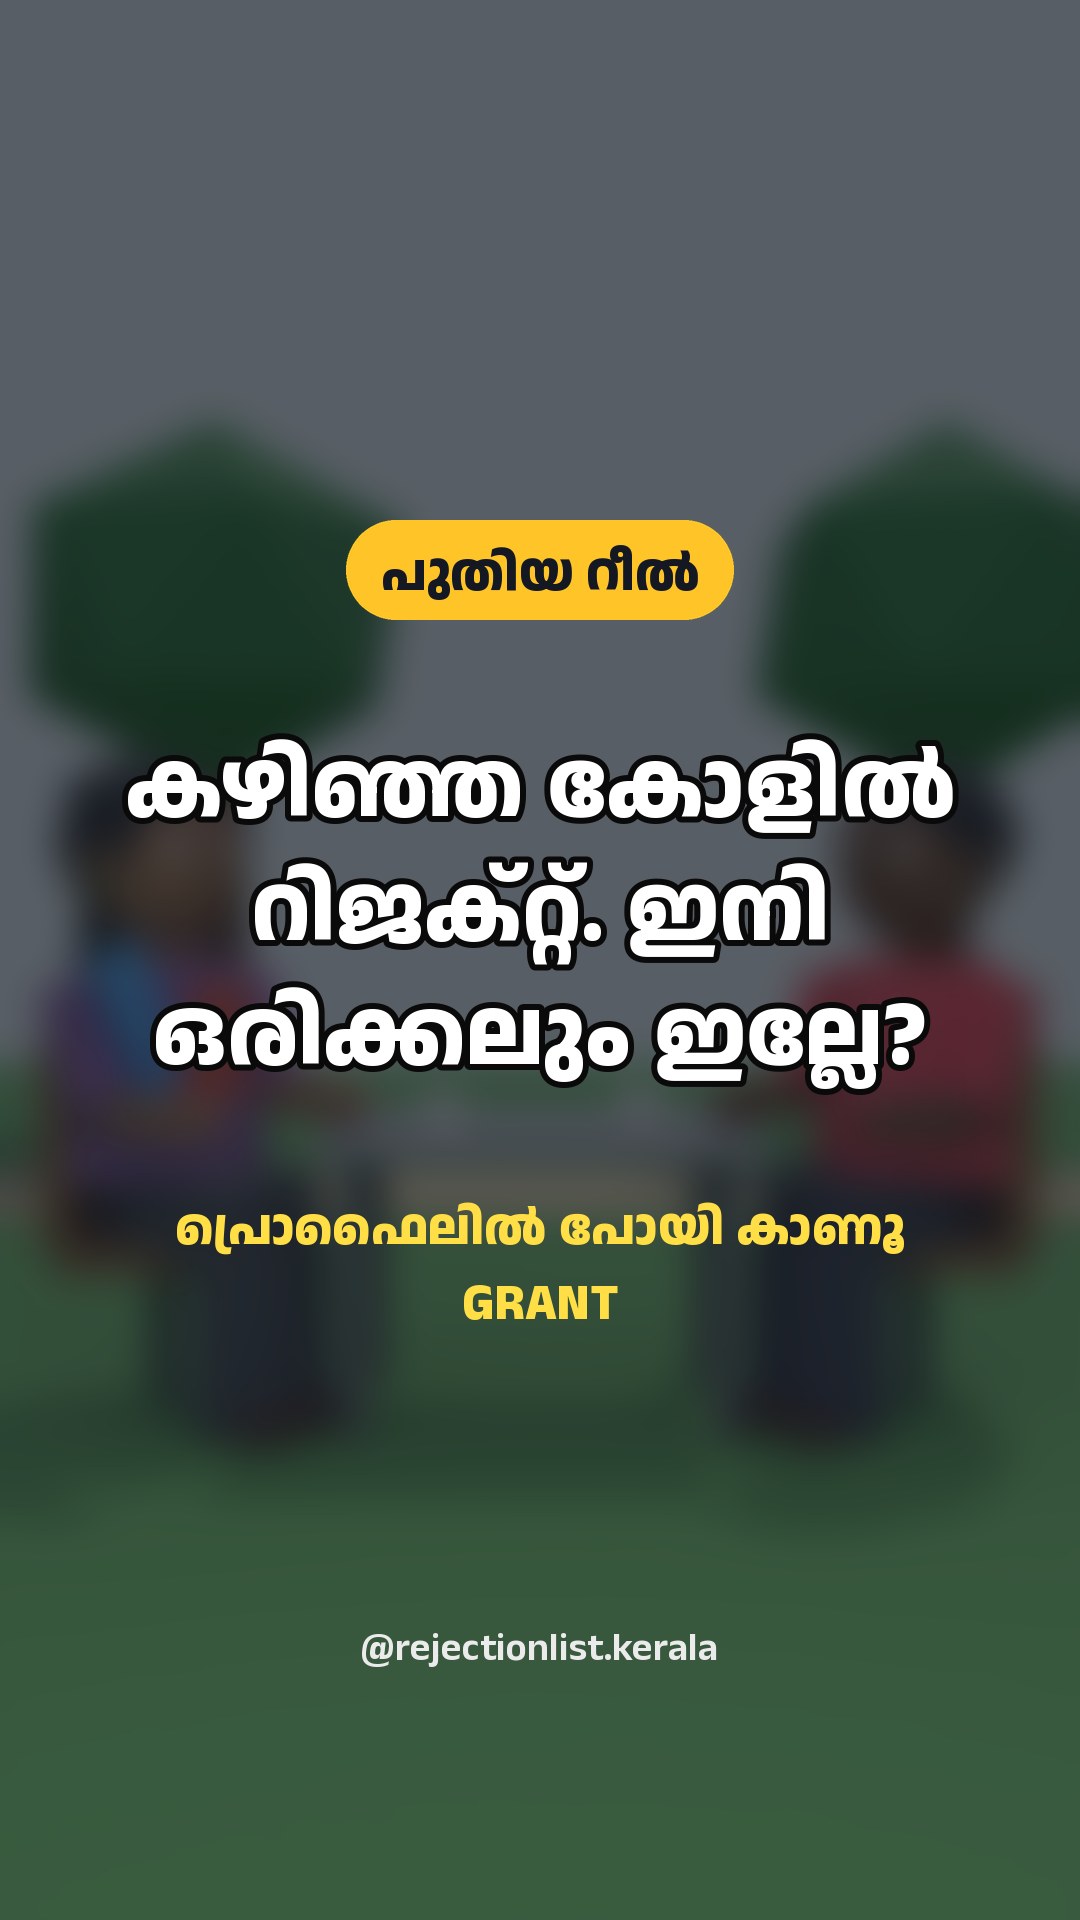 പുതിയ റീൽ
കഴിഞ്ഞ കോളിൽ
റിജക്റ്റ്. ഇനി
ഒരിക്കലും ഇല്ലേ?
പ്രൊഫൈലിൽ പോയി കാണൂ
GRANT
@rejectionlist.kerala